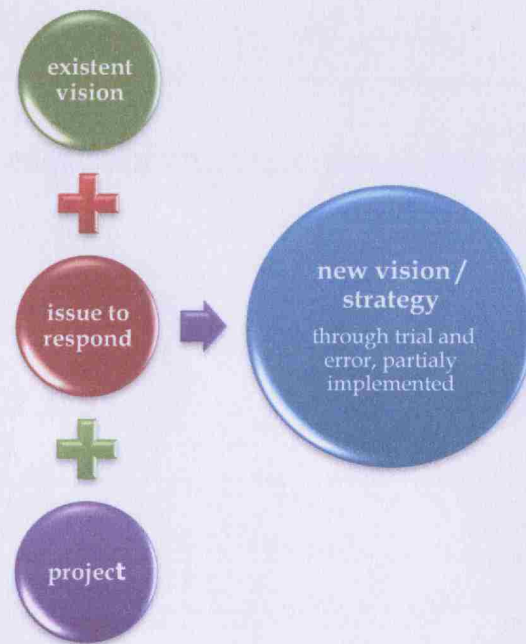 existent
vision
issue to
respond
project
new vision /
strategy
through trial and
error, partialy
implemented